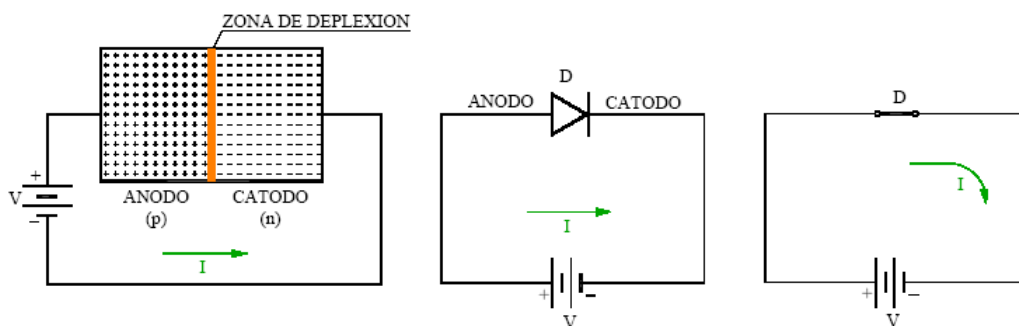 ZONA DE DEPLEXION
+
V
−
ANODO
(p)
CATODO
(n)
I
D
ANODO
CATODO
I
+
−
V
D
I
+
−
V